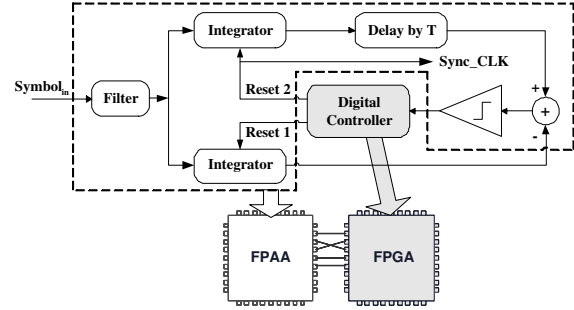 Integrator
Delay by T
Sync_CLK
Symbol_in
Filter
Reset 2
Digital
Controller
+
+
-
Reset 1
Integrator
FPAA
FPGA